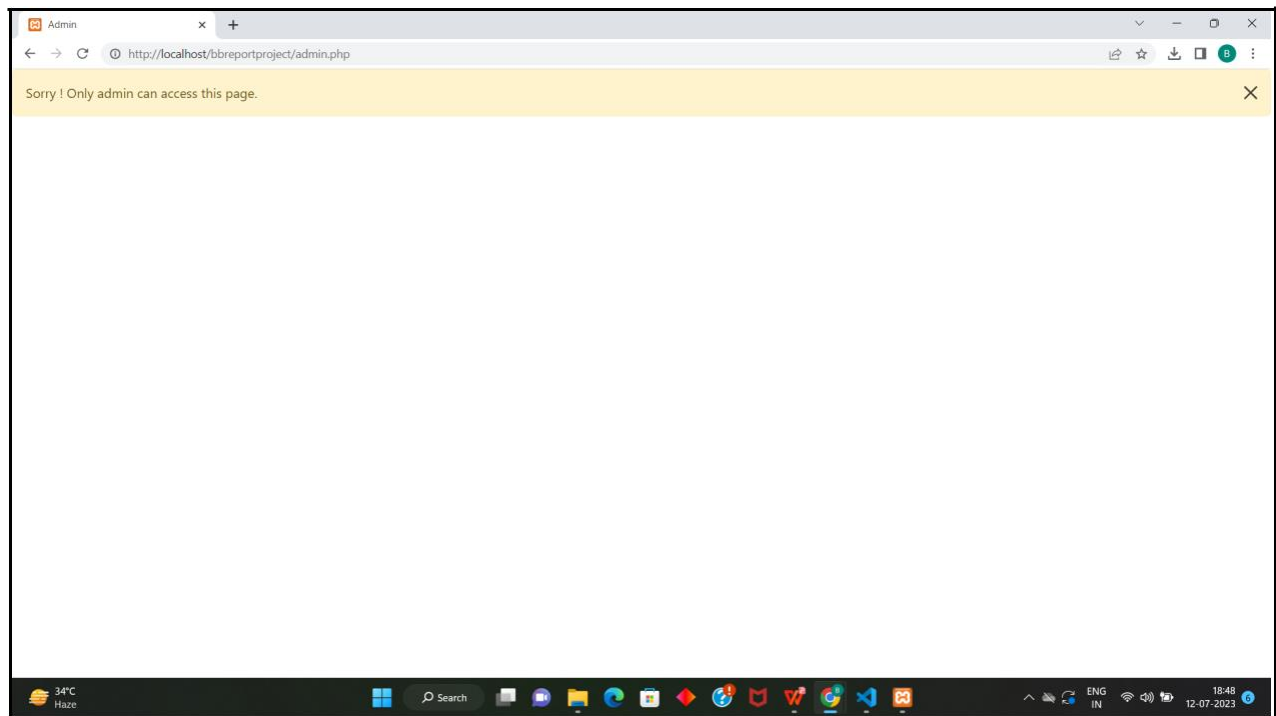 Admin
http://localhost/bbreportproject/admin.php
B
Sorry ! Only admin can access this page.
34°C
Haze
Search
ENG
IN
18:48
12-07-2023
6